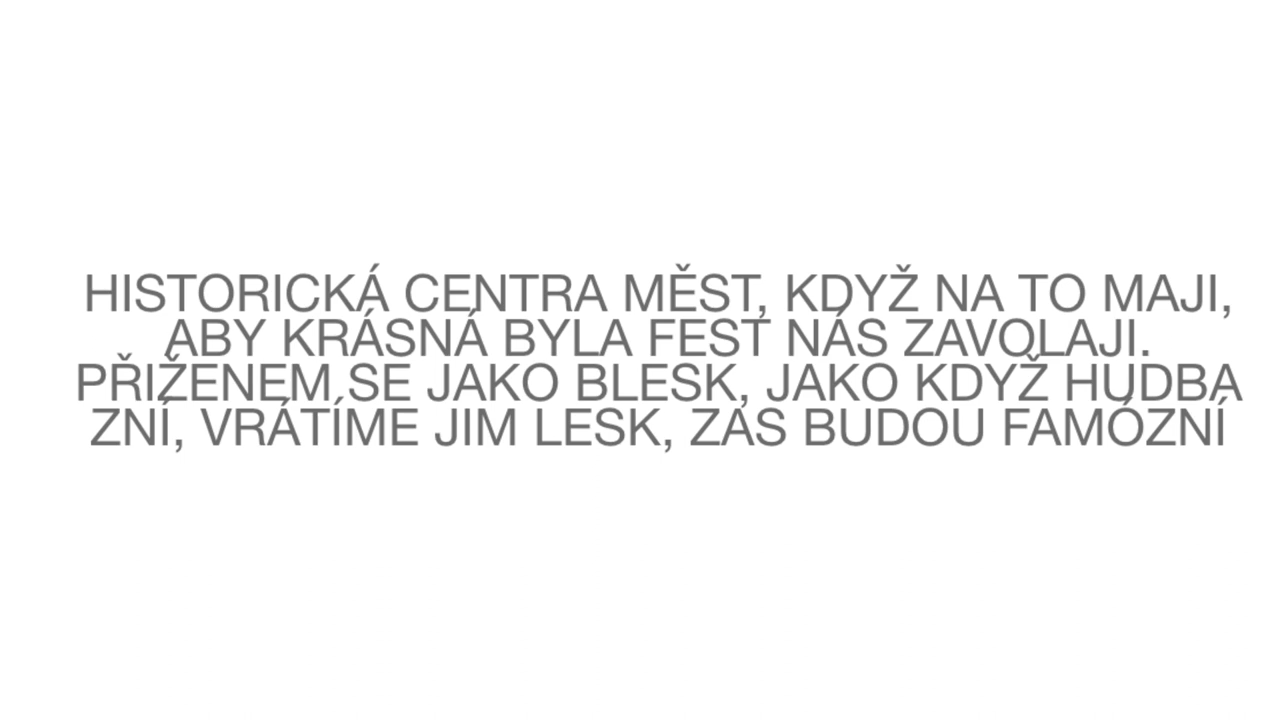 HISTORICKÁ CENTRA MĚST, KDYŽ NA TO MAJI,
ABY KRÁSNÁ BYLA FEST NÁS ZAVOLAJI.
PŘIŽENEM SE JAKO BLESK, JAKO KDYŽ HUDBA
ZNÍ, VRÁTÍME JIM LESK, ZAS BUDOU FAMÓZNÍ